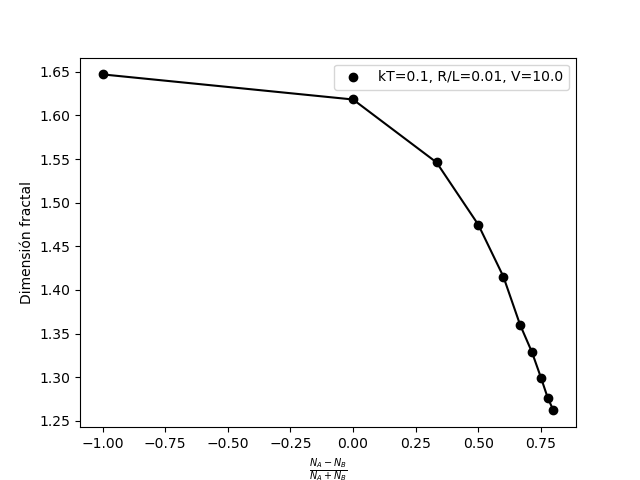 1.65
1.60
1.55
1.50
1.45
1.40
1.35
1.30
1.25
Dimensión fractal
kT=0.1, R/L=0.01, V=10.0
−1.00 −0.75 −0.50 −0.25 0.00 0.25 0.50 0.75
N_A − N_B
N_A + N_B